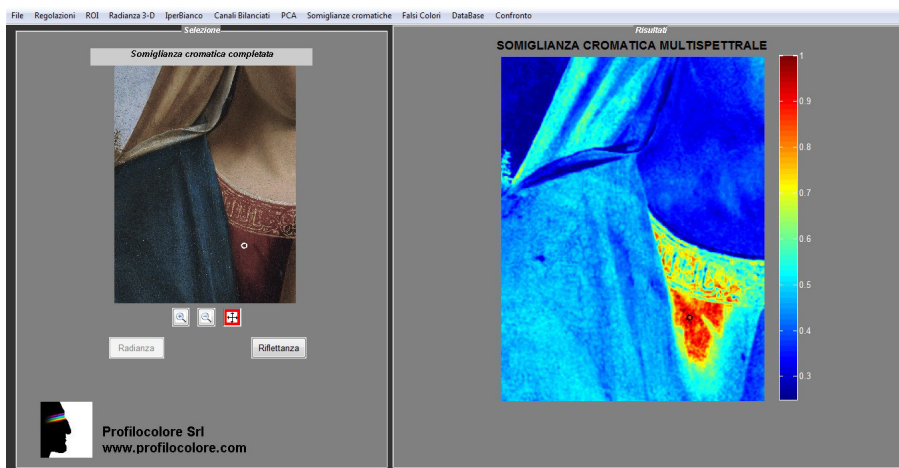 File Regolazioni ROI Radianza 3-D IperBianco Canali Bilanciati PCA Somiglianze cromatiche Falsi Colori DataBase Confronto
Selezione
Somiglianza cromatica completata
Radianza
Riflettanza
Profilocolore Srl
www.profilocolore.com
Risultati
SOMIGLIANZA CROMATICA MULTISPETTRALE
1
0.9
0.8
0.7
0.6
0.5
0.4
0.3